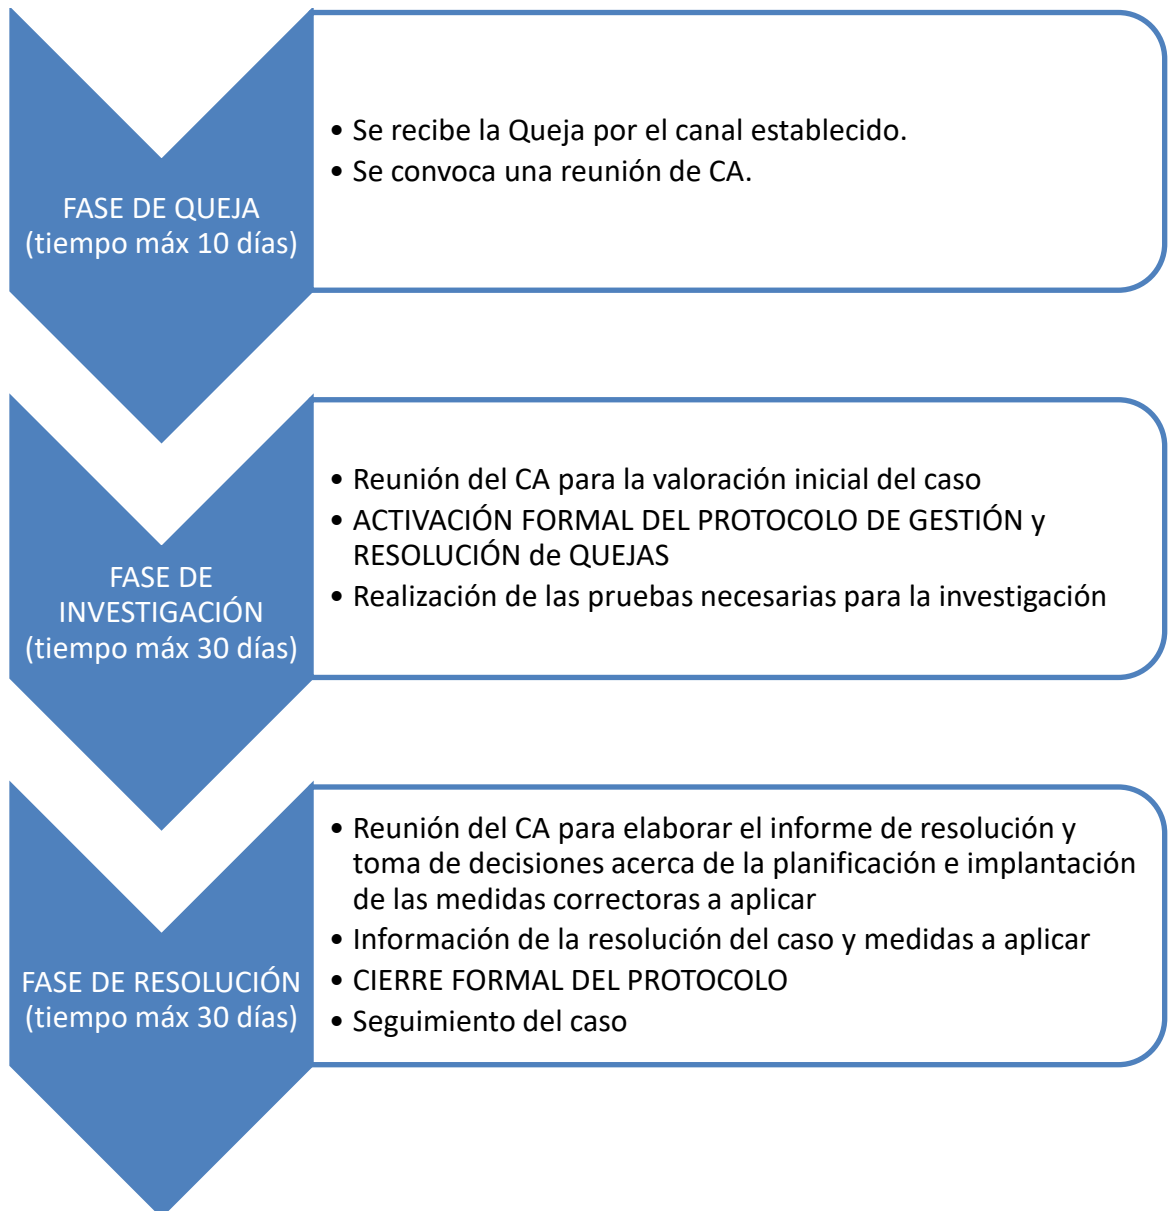 FASE DE QUEJA
(tiempo máx 10 días)
• Se recibe la Queja por el canal establecido.
• Se convoca una reunión de CA.
FASE DE
INVESTIGACIÓN
(tiempo máx 30 días)
• Reunión del CA para la valoración inicial del caso
• ACTIVACIÓN FORMAL DEL PROTOCOLO DE GESTIÓN y
RESOLUCIÓN de QUEJAS
• Realización de las pruebas necesarias para la investigación
FASE DE RESOLUCIÓN
(tiempo máx 30 días)
• Reunión del CA para elaborar el informe de resolución y
toma de decisiones acerca de la planificación e implantación
de las medidas correctoras a aplicar
• Información de la resolución del caso y medidas a aplicar
• CIERRE FORMAL DEL PROTOCOLO
• Seguimiento del caso